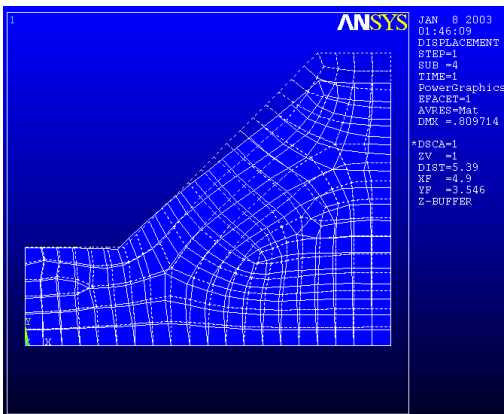 1
ANSYS
JAN  8 2003
01:46:09
DISPLACEMENT
STEP=1
SUB =4
TIME=1
PowerGraphics
EFACET=1
AVRES=Mat
DMX =.809714
*DSCA=1
ZV  =1
DIST=5.39
XF  =4.9
YF  =3.546
Z-BUFFER
Y
X